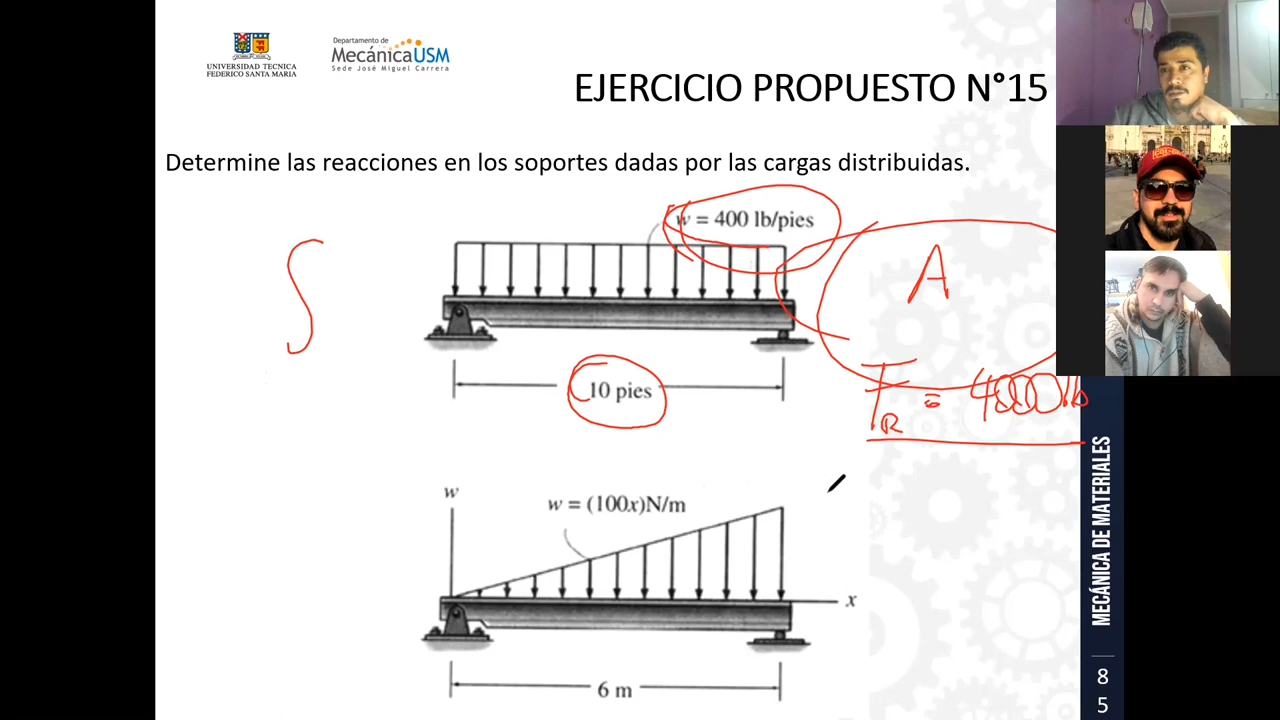 UNIVERSIDAD TECNICA
FEDERICO SANTA MARIA
Departamento de
MecánicaUSM
Sede José Miguel Carrera
EJERCICIO PROPUESTO N°15
Determine las reacciones en los soportes dadas por las cargas distribuidas.
w = 400 lb/pies
A
10 pies
F_R = 4000 lb
w
w = (100x)N/m
x
6 m
MECÁNICA DE MATERIALES
8
5